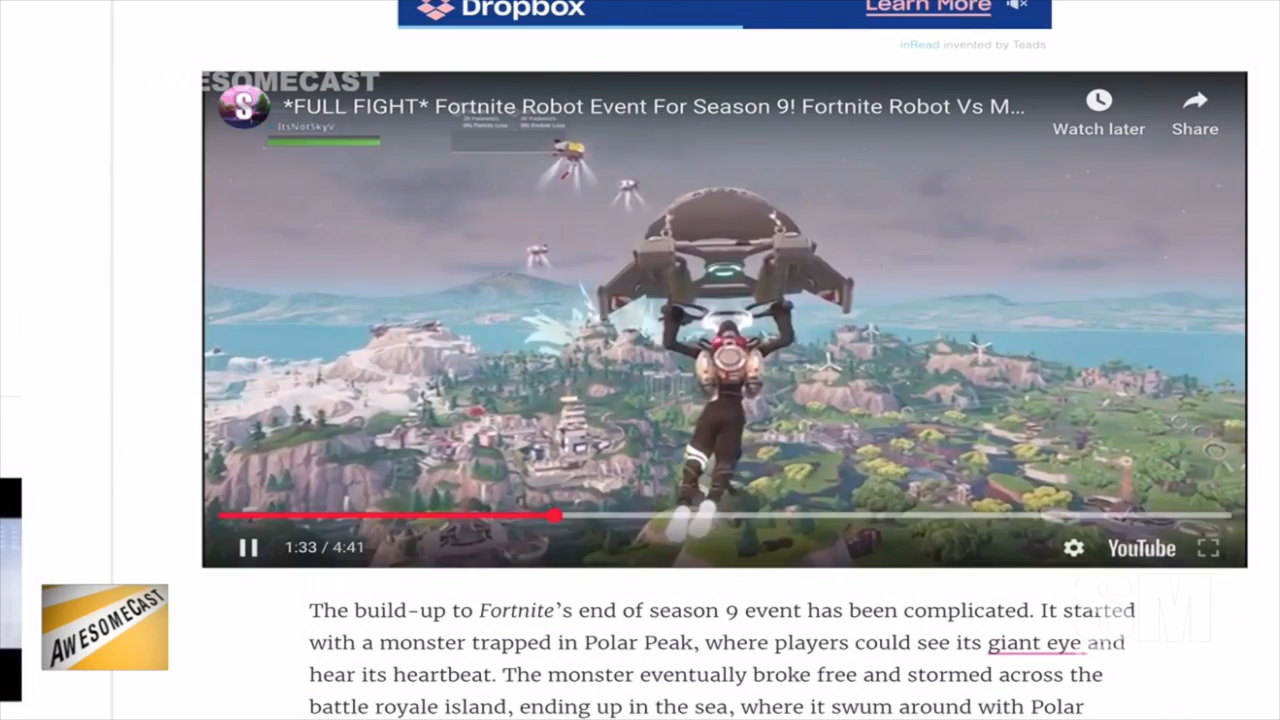 Dropbox
Learn More
inRead invented by Teads
AWESOMECAST
S
*FULL FIGHT* Fortnite Robot Event For Season 9! Fortnite Robot Vs M...
Watch later
Share
ItsNotSkyV
1:33 / 4:41
YouTube
AWESOMECAST
SM
The build-up to Fortnite's end of season 9 event has been complicated. It started
with a monster trapped in Polar Peak, where players could see its giant eye and
hear its heartbeat. The monster eventually broke free and stormed across the
battle royale island, ending up in the sea, where it swum around with Polar